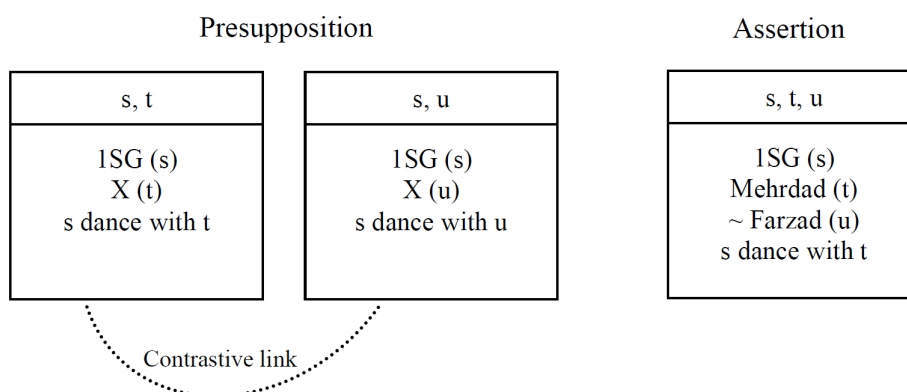 Presupposition
Assertion
s, t
1SG (s)
X (t)
s dance with t
s, u
1SG (s)
X (u)
s dance with u
s, t, u
1SG (s)
Mehrdad (t)
~ Farzad (u)
s dance with t
Contrastive link